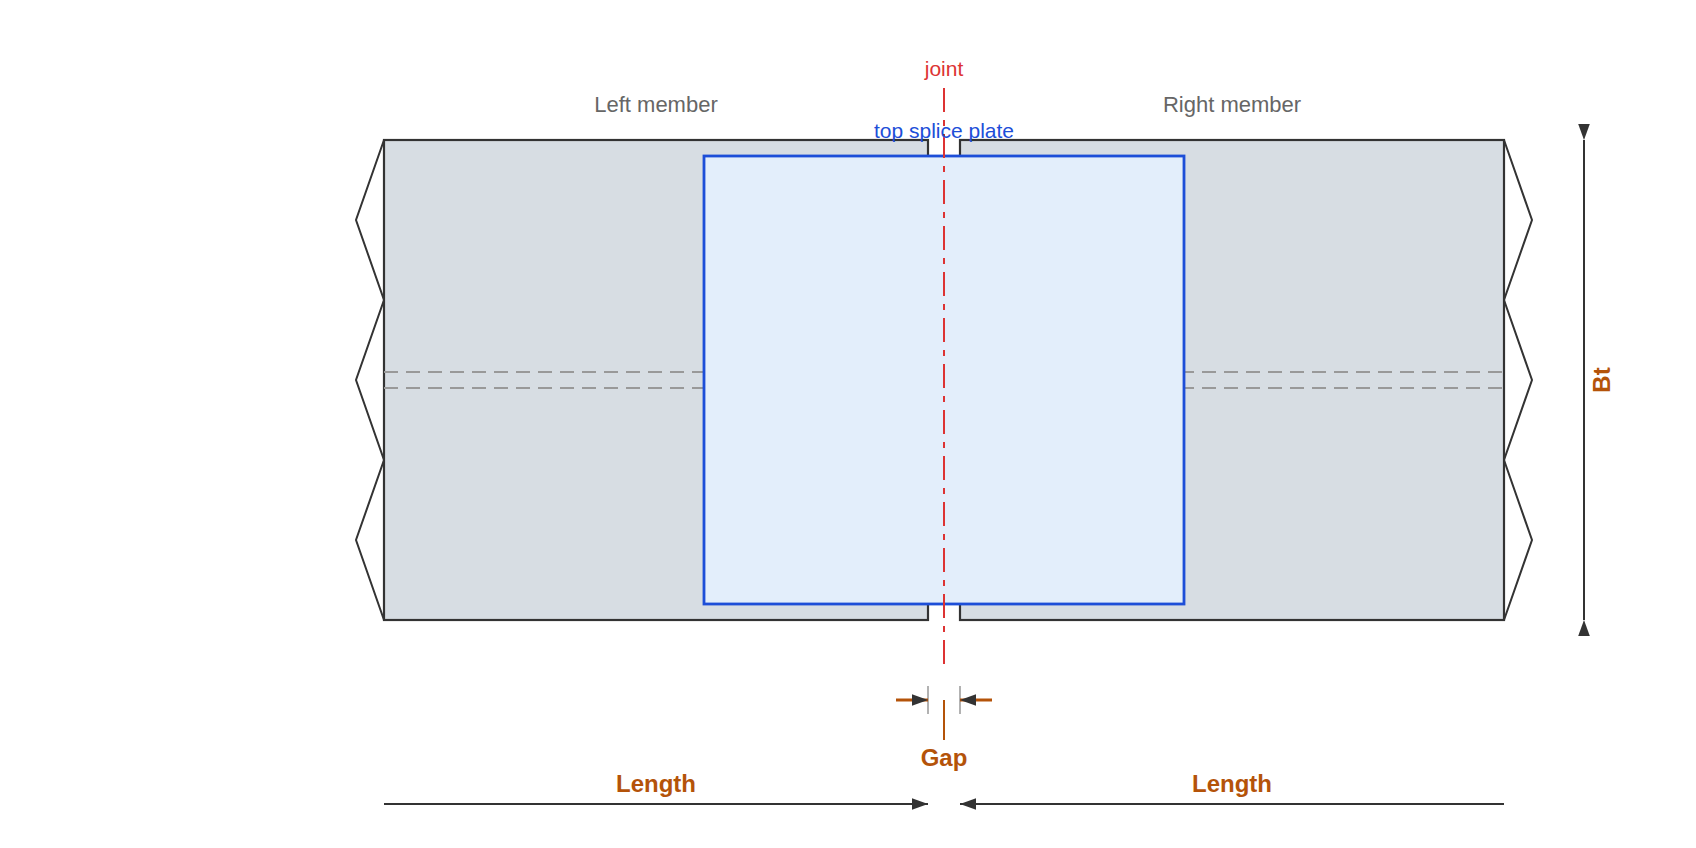 joint
Left member
Right member
top splice plate
Bt
Gap
Length
Length